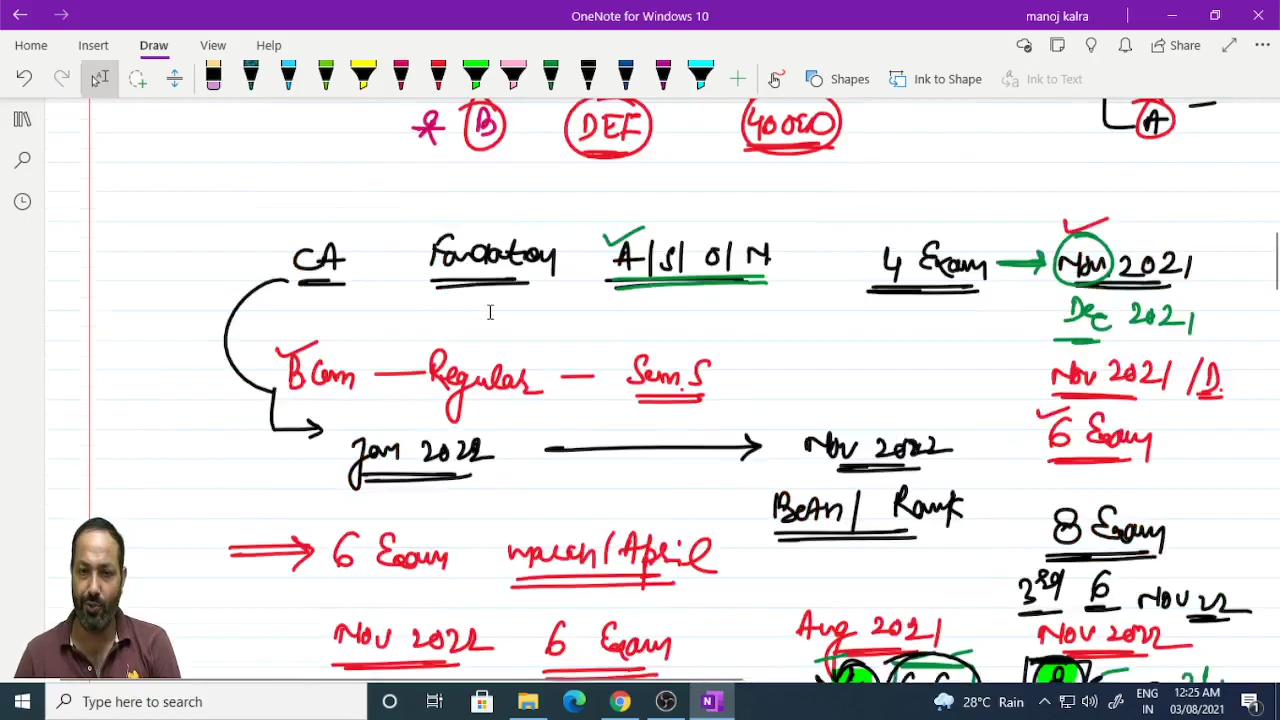 OneNote for Windows 10
manoj kalra
Home Insert Draw View Help
Share
Shapes
Ink to Shape
Ink to Text
B DEF 40000
A
CA Foundation A/S/O/N 4 Exam Nov 2021
Dec 2021
BCom — Regular — Sem.S Nov 2021 / D.
6 Exam
Jan 2022 Nov 2022
Rank
8 Exam
6 Exam March/April
3rd 6 Nov 22
Nov 2022 6 Exam Aug 2021 Nov 2022
Type here to search
28°C Rain
ENG
IN
12:25 AM
03/08/2021